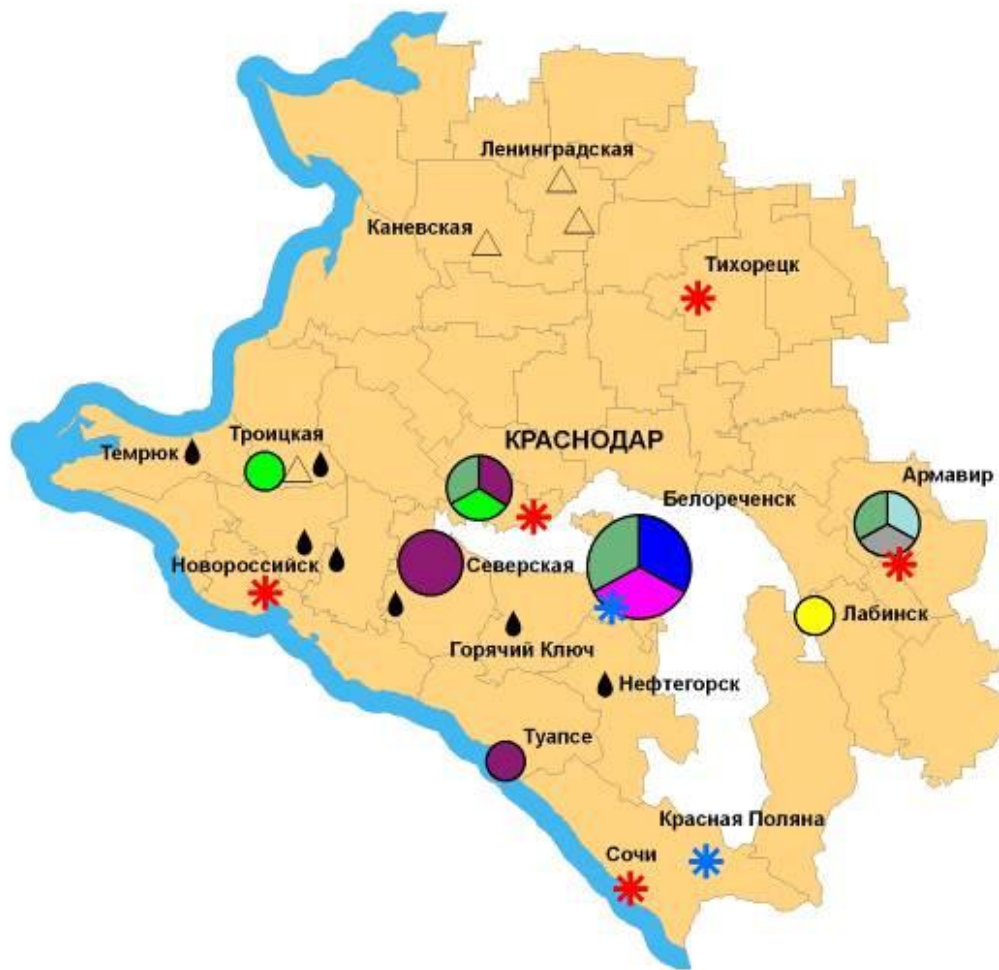 Ленинградская
Каневская
Тихорецк
Троицкая
Темрюк
КРАСНОДАР
Армавир
Белореченск
Новороссийск
Северская
Лабинск
Горячий Ключ
Нефтегорск
Туапсе
Красная Поляна
Сочи